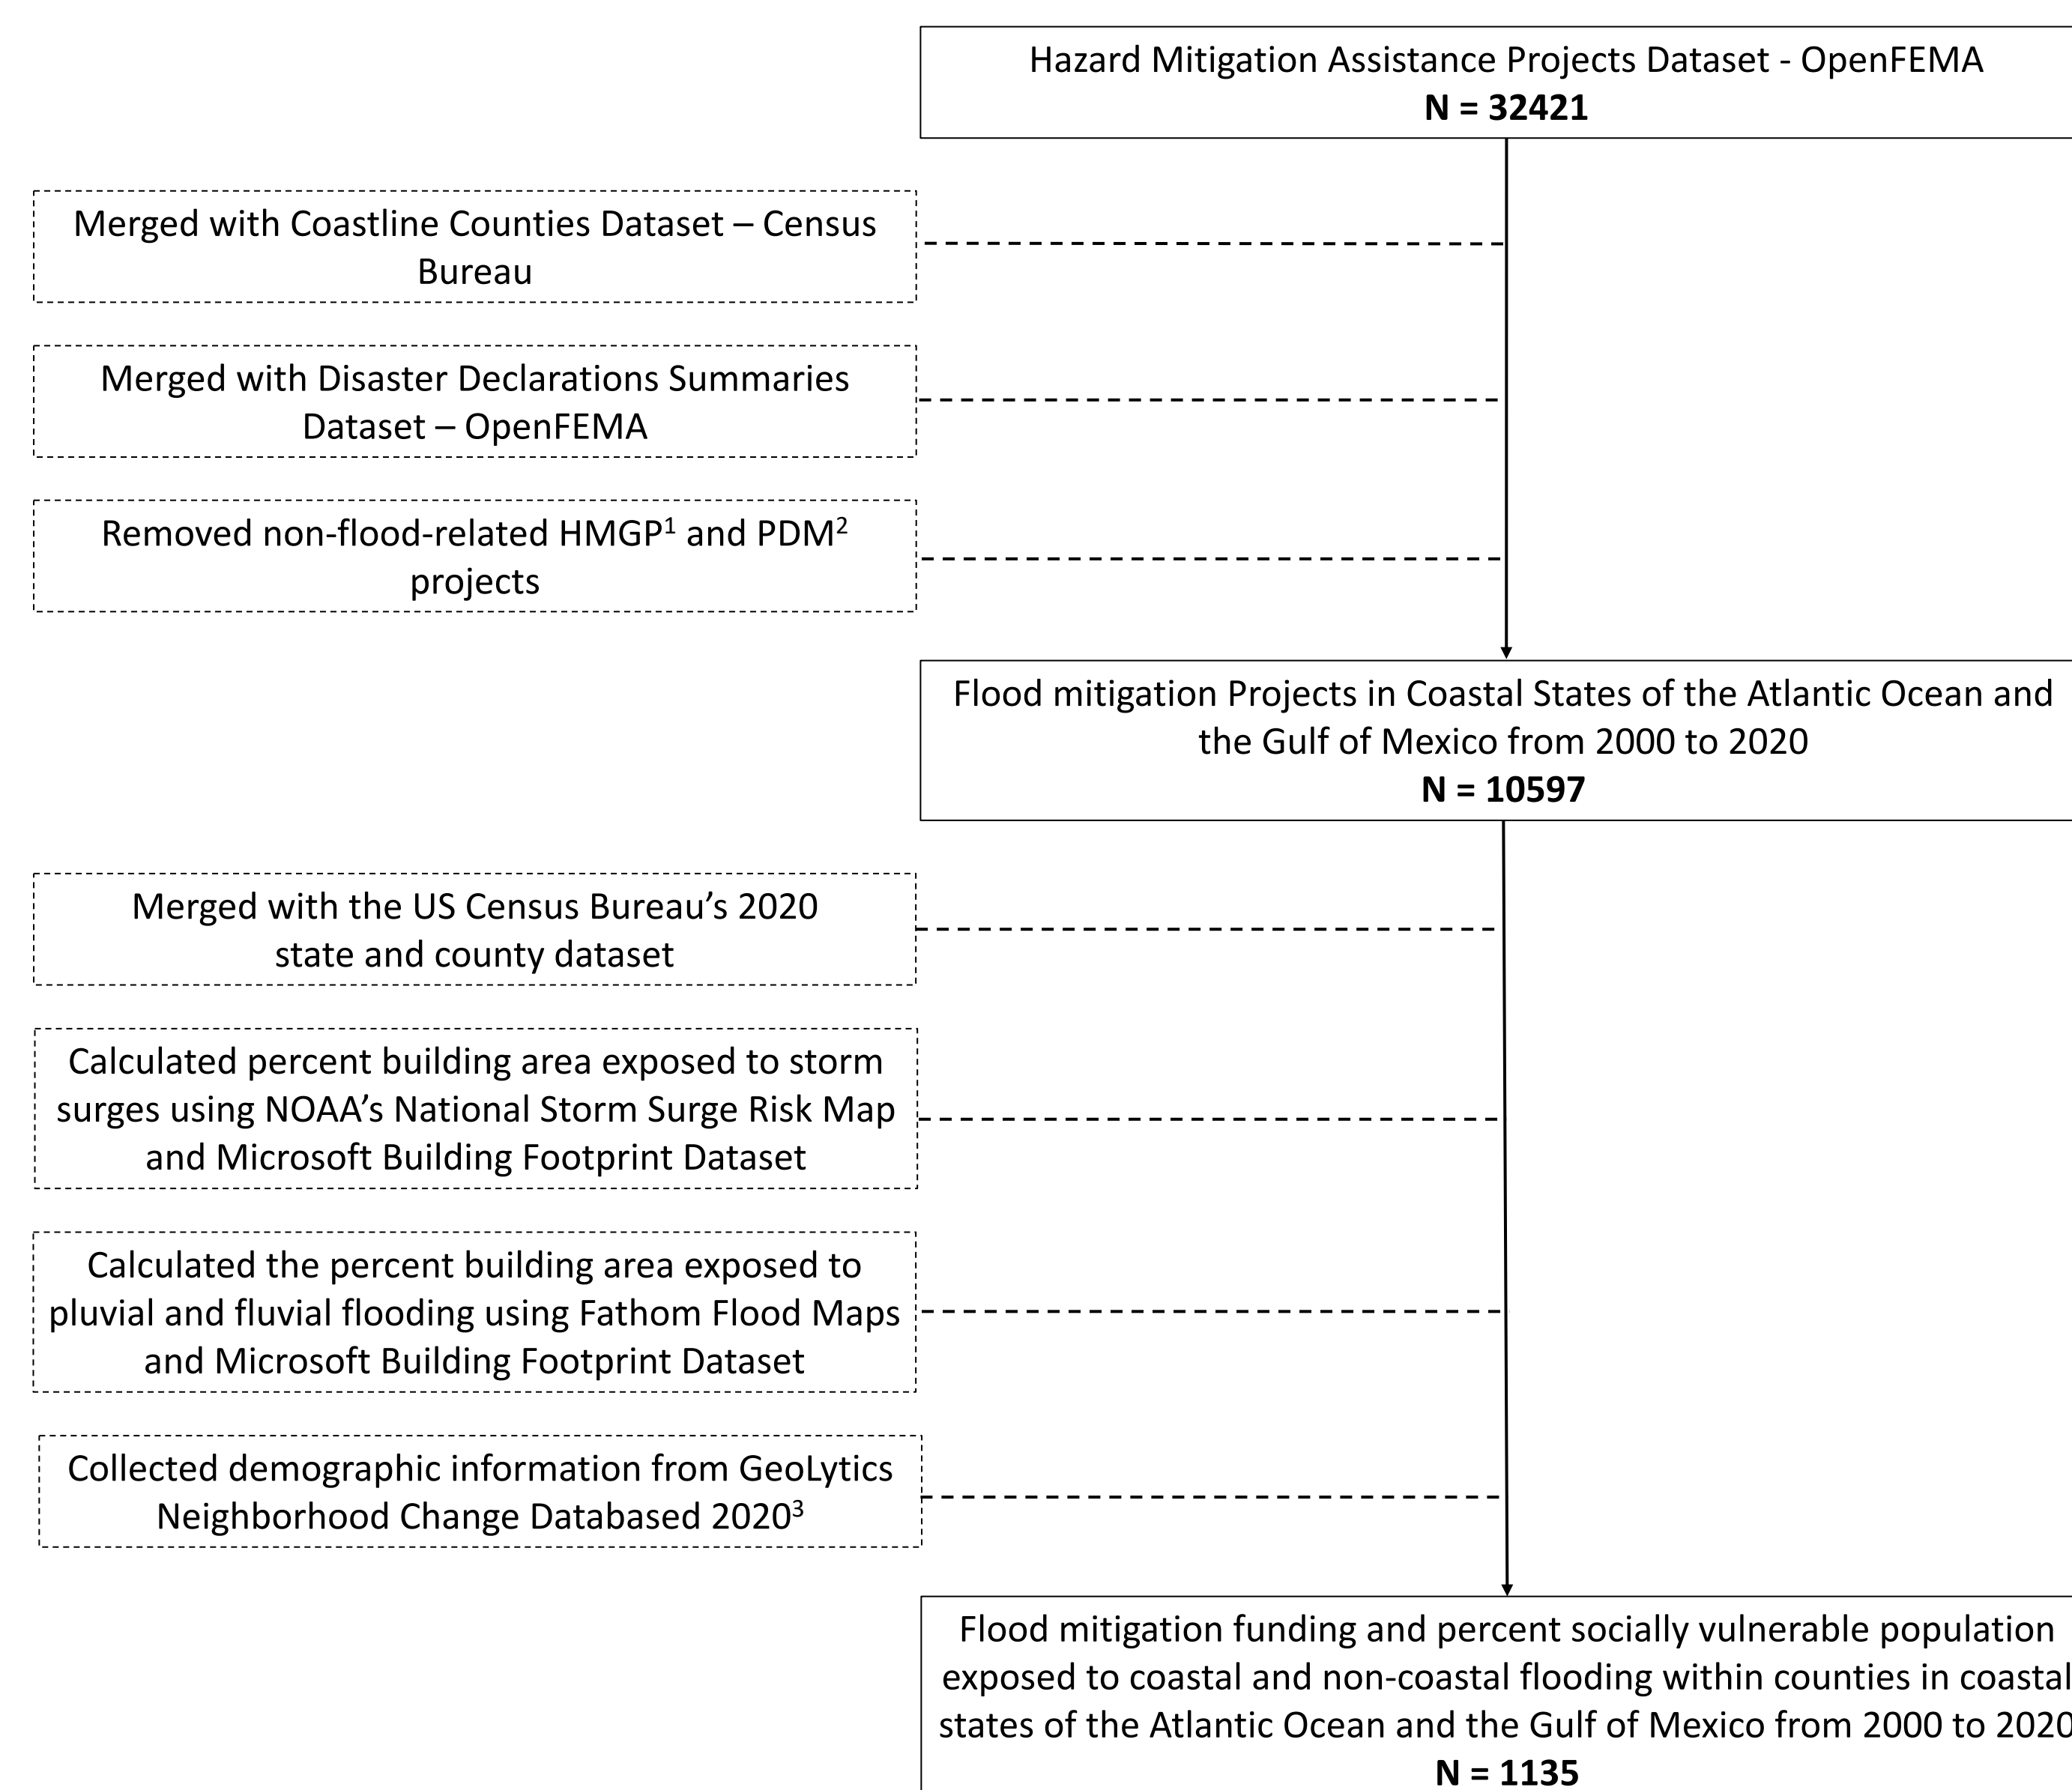 Hazard Mitigation Assistance Projects Dataset - OpenFEMA
N = 32421
Merged with Coastline Counties Dataset – Census
Bureau
Merged with Disaster Declarations Summaries
Dataset – OpenFEMA
Removed non-flood-related HMGP¹ and PDM²
projects
Flood mitigation Projects in Coastal States of the Atlantic Ocean and
the Gulf of Mexico from 2000 to 2020
N = 10597
Merged with the US Census Bureau’s 2020
state and county dataset
Calculated percent building area exposed to storm
surges using NOAA’s National Storm Surge Risk Map
and Microsoft Building Footprint Dataset
Calculated the percent building area exposed to
pluvial and fluvial flooding using Fathom Flood Maps
and Microsoft Building Footprint Dataset
Collected demographic information from GeoLytics
Neighborhood Change Databased 2020³
Flood mitigation funding and percent socially vulnerable population
exposed to coastal and non-coastal flooding within counties in coastal
states of the Atlantic Ocean and the Gulf of Mexico from 2000 to 2020
N = 1135